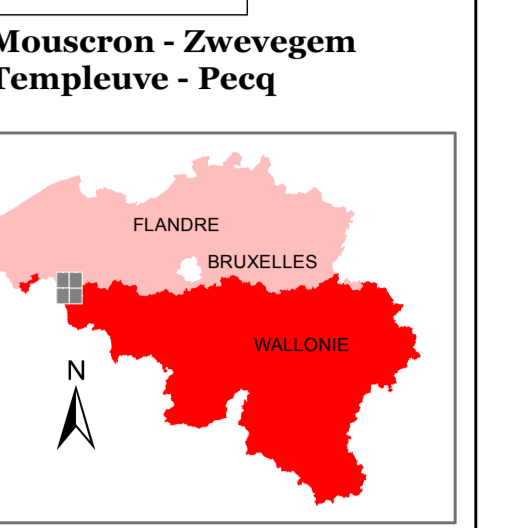 Mouscron - Zwevegem
Templeuve - Pecq
FLANDRE
BRUXELLES
WALLONIE
N